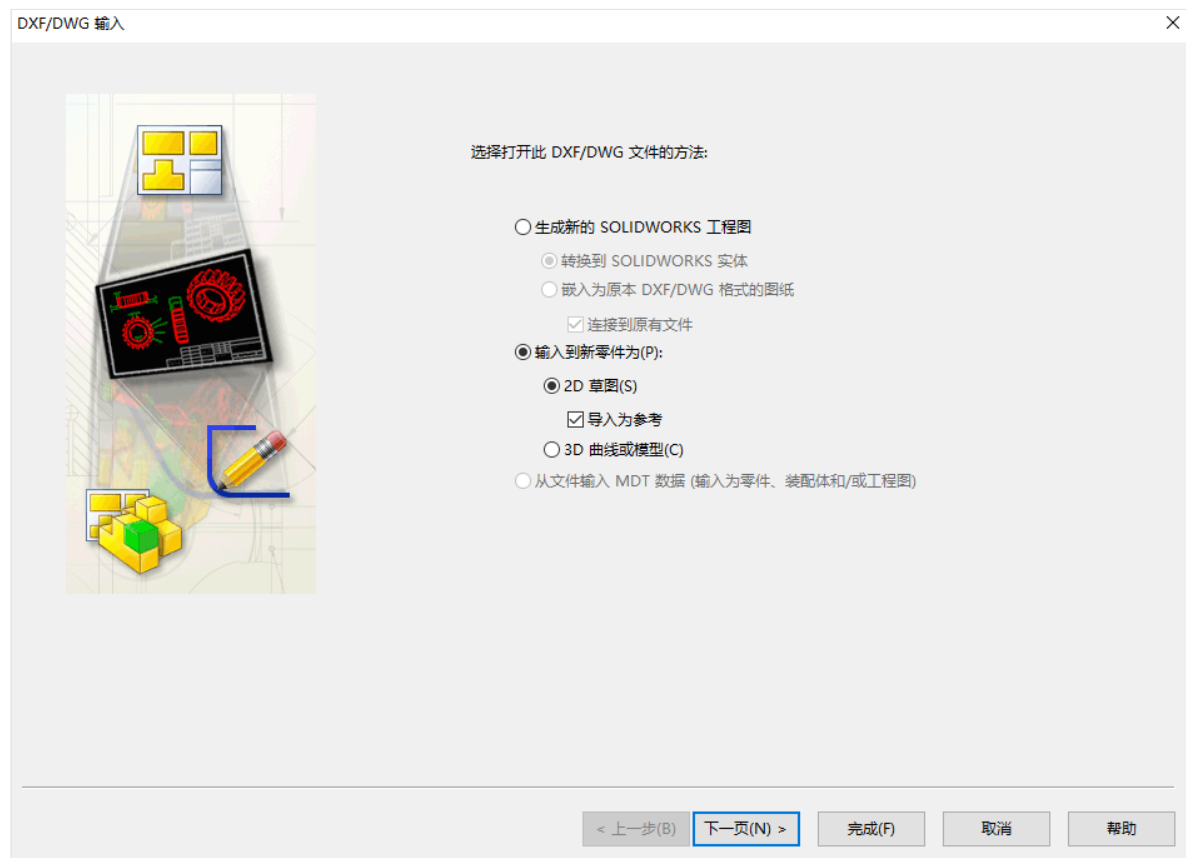 DXF/DWG 输入
选择打开此 DXF/DWG 文件的方法:
生成新的 SOLIDWORKS 工程图
转换到 SOLIDWORKS 实体
嵌入为原本 DXF/DWG 格式的图纸
连接到原有文件
输入到新零件为(P):
2D 草图(S)
导入为参考
3D 曲线或模型(C)
从文件输入 MDT 数据 (输入为零件、装配体和/或工程图)
< 上一步(B) 下一页(N) > 完成(F) 取消 帮助